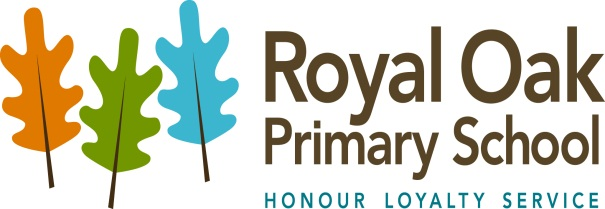 Royal Oak
Primary School
HONOUR LOYALTY SERVICE